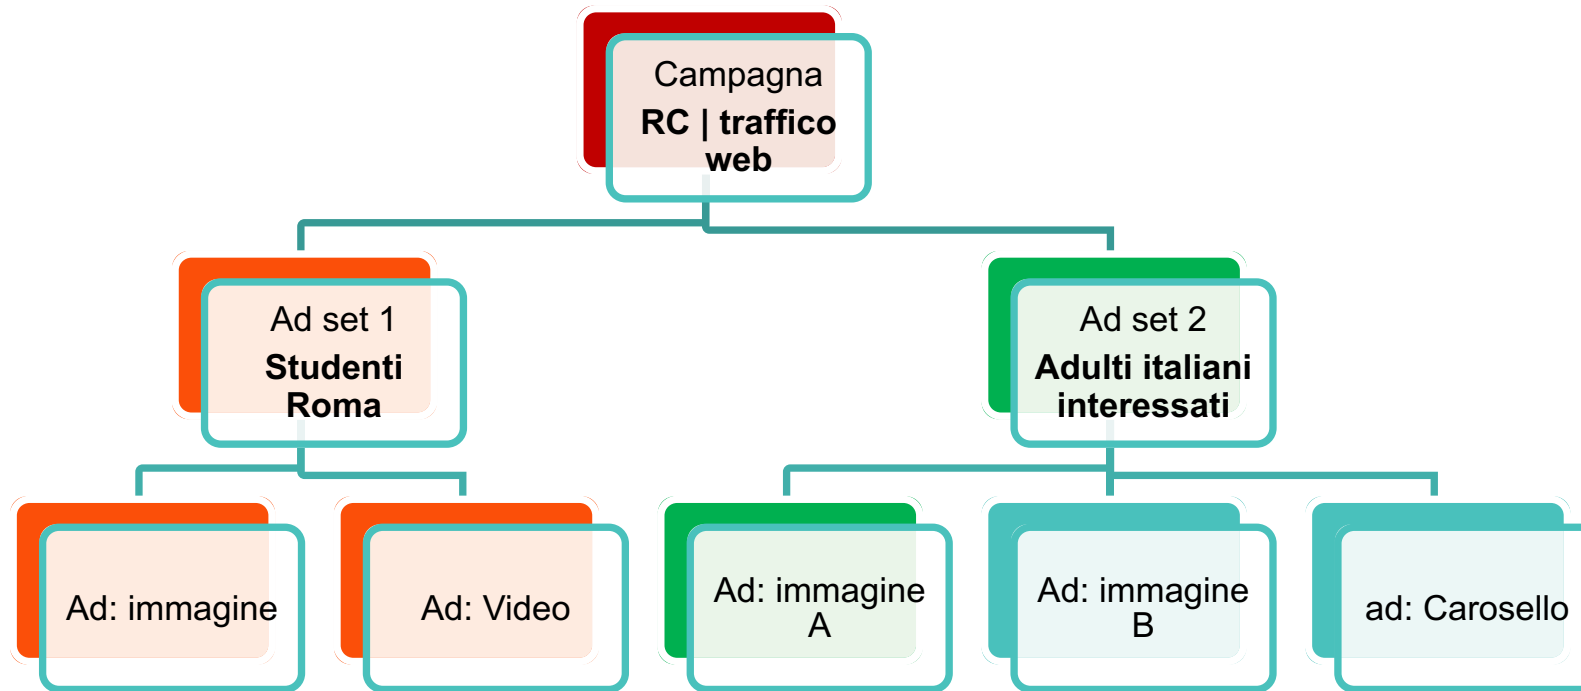 Campagna
RC | traffico
web
Ad set 1
Studenti
Roma
Ad set 2
Adulti italiani
interessati
Ad: immagine
Ad: Video
Ad: immagine
A
Ad: immagine
B
ad: Carosello